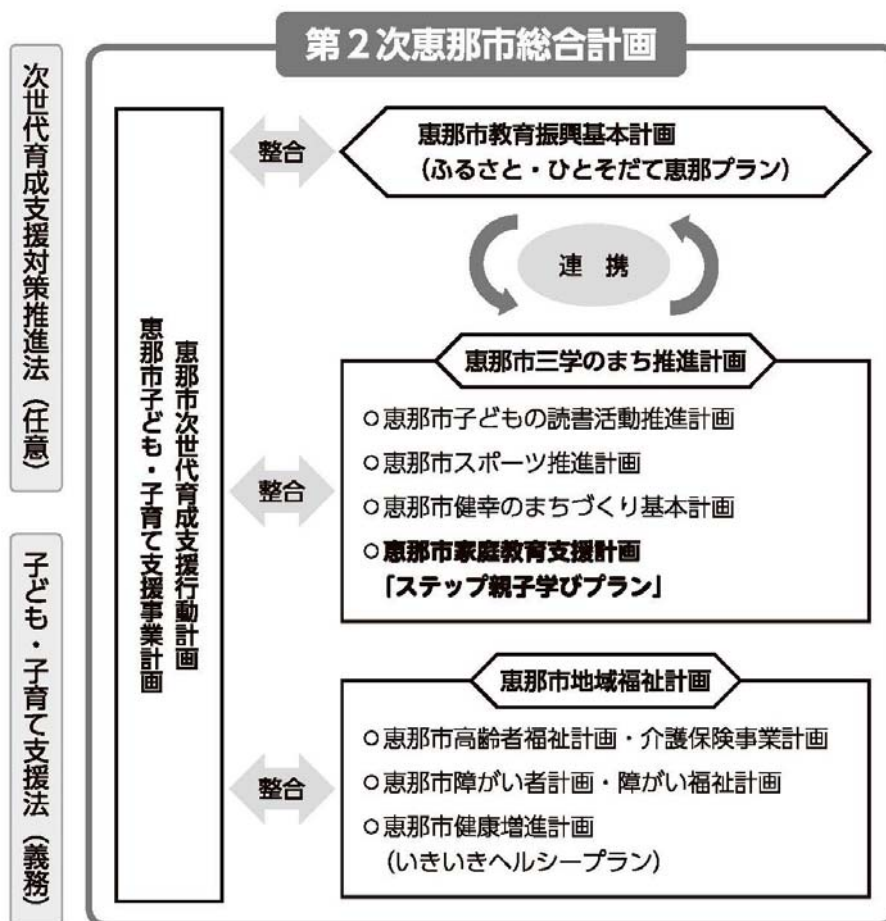 第２次恵那市総合計画
次世代育成支援対策推進法（任意）
子ども・子育て支援法（義務）
恵那市次世代育成支援行動計画
恵那市子ども・子育て支援事業計画
整合
恵那市教育振興基本計画
（ふるさと・ひとそだて恵那プラン）
連　携
恵那市三学のまち推進計画
整合
○恵那市子どもの読書活動推進計画
○恵那市スポーツ推進計画
○恵那市健幸のまちづくり基本計画
○恵那市家庭教育支援計画
「ステップ親子学びプラン」
恵那市地域福祉計画
整合
○恵那市高齢者福祉計画・介護保険事業計画
○恵那市障がい者計画・障がい福祉計画
○恵那市健康増進計画
（いきいきヘルシープラン）